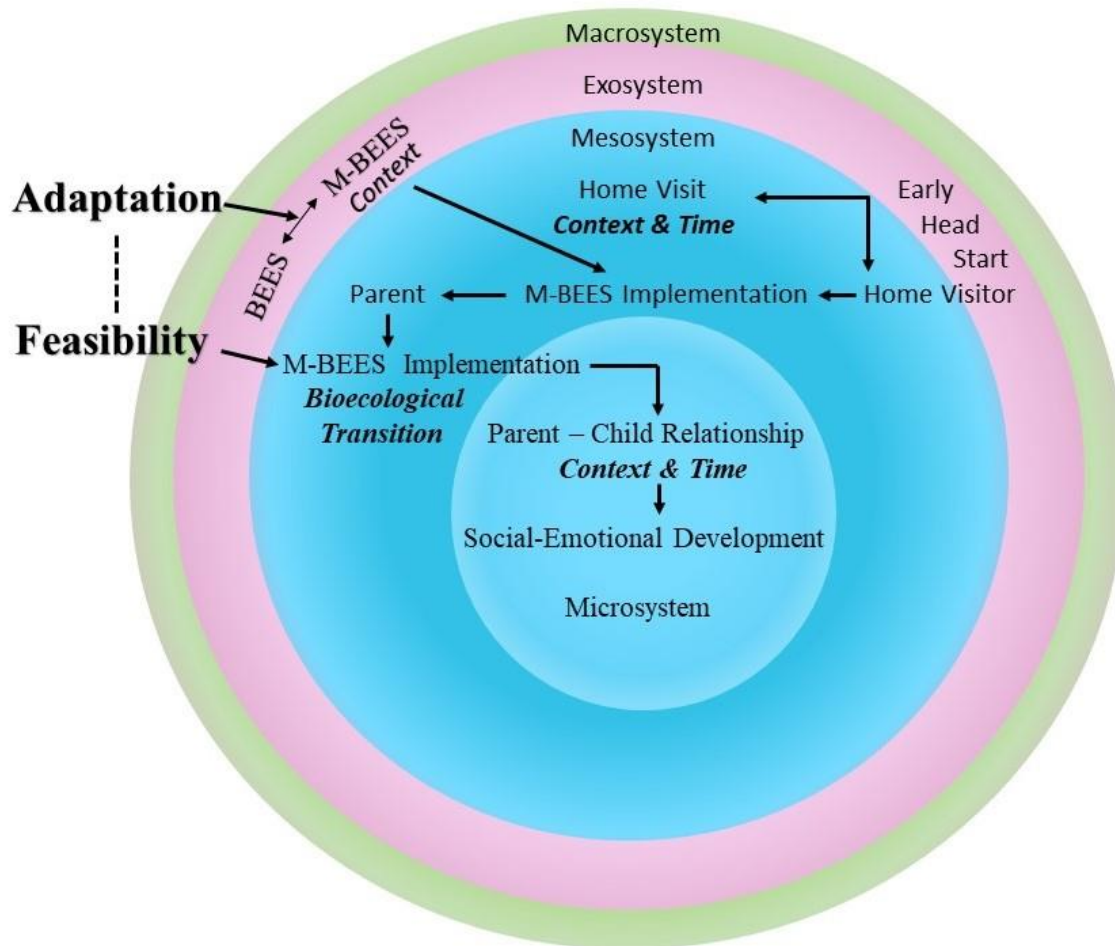 Macrosystem
Exosystem
Mesosystem
Home Visit
Context & Time
Early
Head
Start
Adaptation
M-BEES
Context
BEES
Parent
M-BEES Implementation
Home Visitor
Feasibility
M-BEES Implementation
Bioecological
Transition
Parent – Child Relationship
Context & Time
Social-Emotional Development
Microsystem